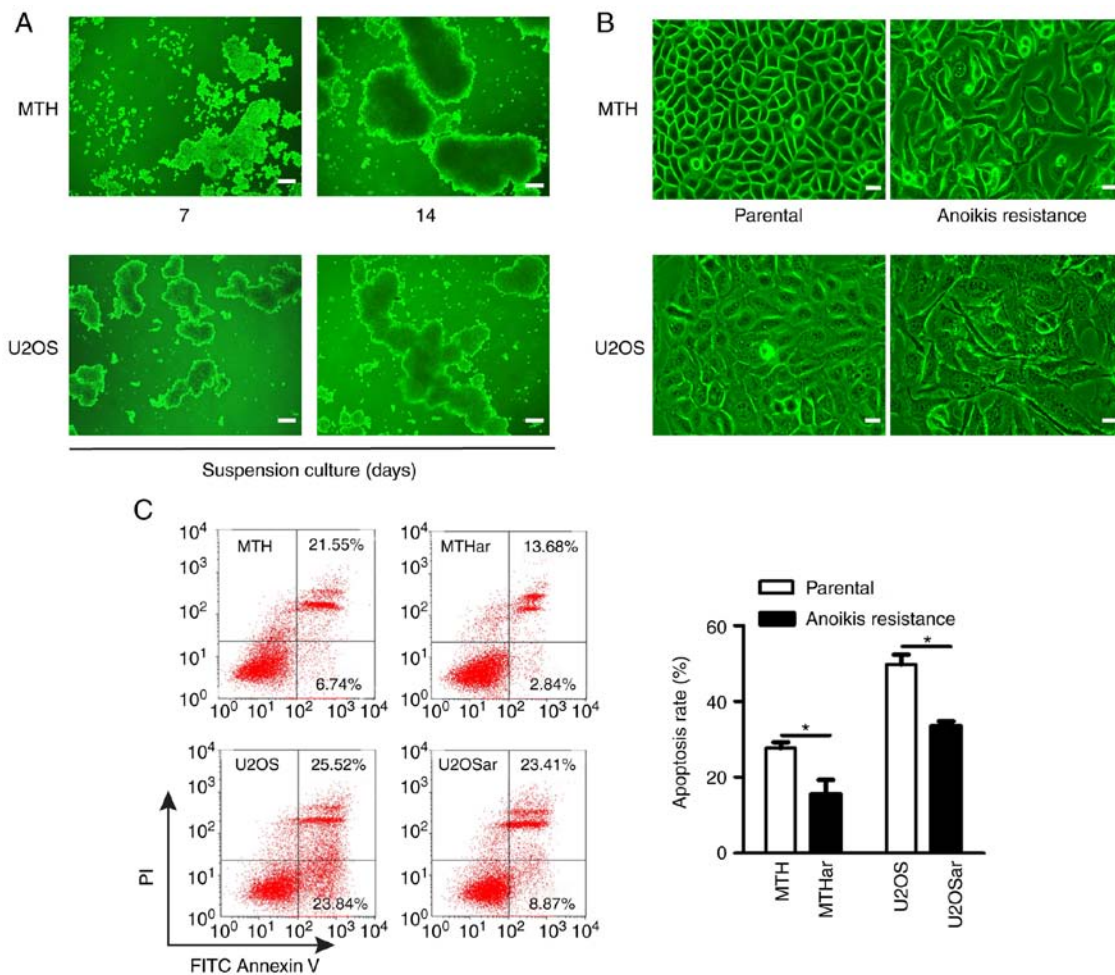 A
B
MTH
MTH
7
14
Parental
Anoikis resistance
U2OS
U2OS
Suspension culture (days)
C
10⁴
10³
10²
10¹
10⁰
MTH
21.55%
6.74%
10⁰ 10¹ 10² 10³ 10⁴
10⁴
10³
10²
10¹
10⁰
MTHar
13.68%
2.84%
10⁰ 10¹ 10² 10³ 10⁴
10⁴
10³
10²
10¹
10⁰
U2OS
25.52%
23.84%
10⁰ 10¹ 10² 10³ 10⁴
10⁴
10³
10²
10¹
10⁰
U2OSar
23.41%
8.87%
10⁰ 10¹ 10² 10³ 10⁴
PI
FITC Annexin V
Parental
Anoikis resistance
60
40
20
0
Apoptosis rate (%)
*
*
MTH
MTHar
U2OS
U2OSar